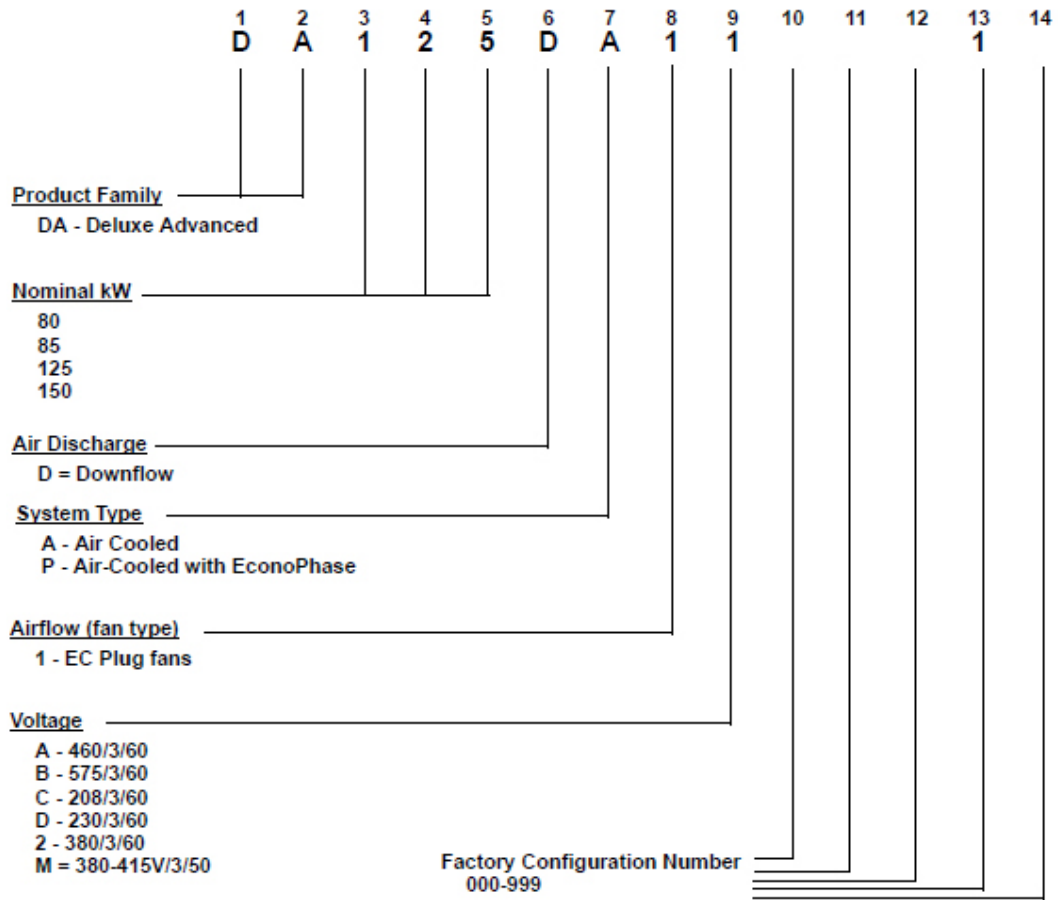 1 2 3 4 5 6 7 8 9 10 11 12 13 14
D A 1 2 5 D A 1 1 1
Product Family
DA - Deluxe Advanced
Nominal kW
80
85
125
150
Air Discharge
D = Downflow
System Type
A - Air Cooled
P - Air-Cooled with EconoPhase
Airflow (fan type)
1 - EC Plug fans
Voltage
A - 460/3/60
B - 575/3/60
C - 208/3/60
D - 230/3/60
2 - 380/3/60
M = 380-415V/3/50
Factory Configuration Number
000-999